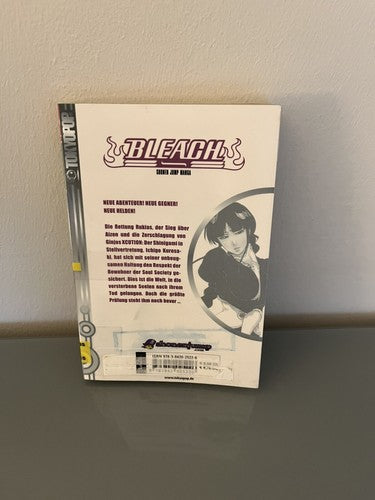 TOKYOPOP
BLEACH
SHONEN JUMP MANGA
NEUE ABENTEUER! NEUE GEGNER!
NEUE HELDEN!
Die Rettung Rukias, der Sieg über
Aizen und die Zerschlagung von
Ginjos XCUTION: Der Shinigami in
Stellvertretung, Ichigo Kurosa-
ki, hat sich mit seiner unbeug-
samen Haltung den Respekt der
Bewohner der Soul Society ge-
sichert. Dies ist die Welt, in die
verstorbene Seelen nach ihrem
Tod gelangen. Doch die größte
Prüfung steht ihm noch bevor ...
www.tokyopop.de